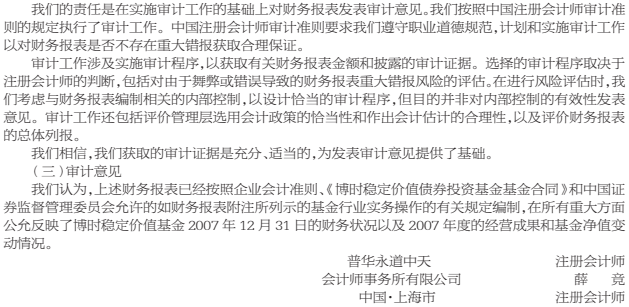 我们的责任是在实施审计工作的基础上对财务报表发表审计意见。我们按照中国注册会计师审计准
则的规定执行了审计工作。中国注册会计师审计准则要求我们遵守职业道德规范,计划和实施审计工作
以对财务报表是否不存在重大错报获取合理保证。
审计工作涉及实施审计程序,以获取有关财务报表金额和披露的审计证据。选择的审计程序取决于
注册会计师的判断,包括对由于舞弊或错误导致的财务报表重大错报风险的评估。在进行风险评估时,我
们考虑与财务报表编制相关的内部控制,以设计恰当的审计程序,但目的并非对内部控制的有效性发表
意见。审计工作还包括评价管理层选用会计政策的恰当性和作出会计估计的合理性,以及评价财务报表
的总体列报。
我们相信,我们获取的审计证据是充分、适当的,为发表审计意见提供了基础。
(三)审计意见
我们认为,上述财务报表已经按照企业会计准则、《博时稳定价值债券投资基金基金合同》和中国证
券监督管理委员会允许的如财务报表附注所列示的基金行业实务操作的有关规定编制,在所有重大方面
公允反映了博时稳定价值基金 2007 年 12 月 31 日的财务状况以及 2007 年度的经营成果和基金净值变
动情况。
普华永道中天 注册会计师
会计师事务所有限公司 薛 竞
中国·上海市 注册会计师